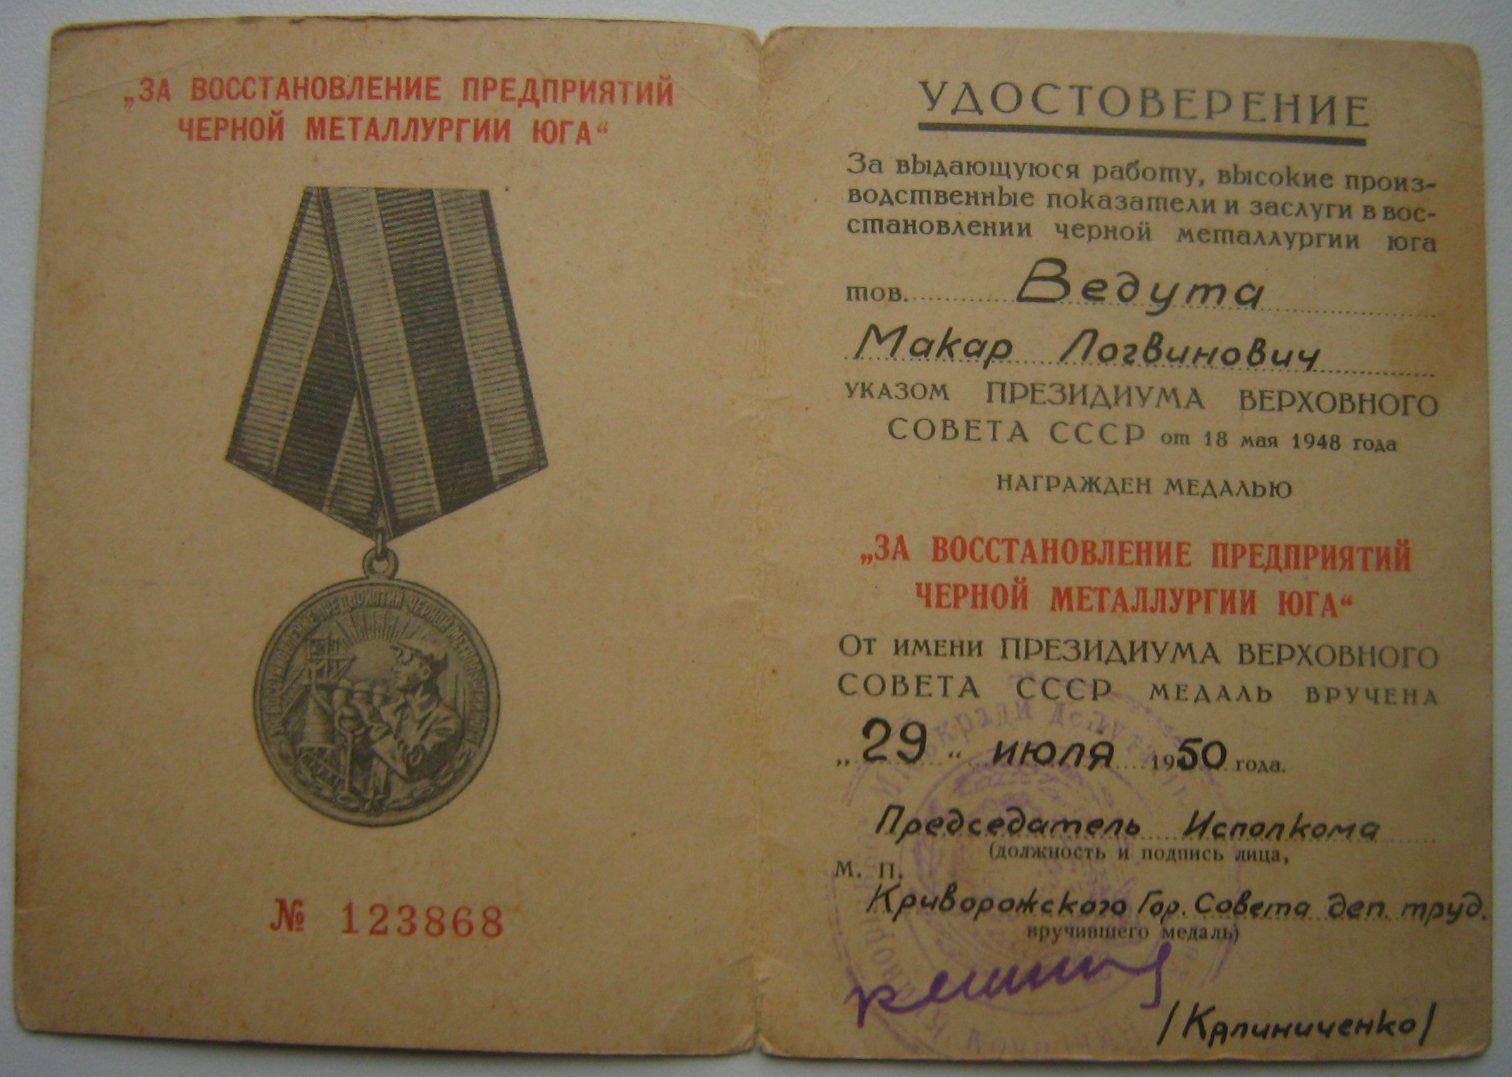 „ЗА ВОССТАНОВЛЕНИЕ ПРЕДПРИЯТИЙ
ЧЕРНОЙ МЕТАЛЛУРГИИ ЮГА“
№ 123868
УДОСТОВЕРЕНИЕ
За выдающуюся работу, высокие произ-
водственные показатели и заслуги в вос-
становлении черной металлургии юга
тов. Ведута
Макар Логвинович
УКАЗОМ ПРЕЗИДИУМА ВЕРХОВНОГО
СОВЕТА СССР от 18 мая 1948 года
НАГРАЖДЕН МЕДАЛЬЮ
„ЗА ВОССТАНОВЛЕНИЕ ПРЕДПРИЯТИЙ
ЧЕРНОЙ МЕТАЛЛУРГИИ ЮГА“
ОТ ИМЕНИ ПРЕЗИДИУМА ВЕРХОВНОГО
СОВЕТА СССР МЕДАЛЬ ВРУЧЕНА
„29“ июля 1950 года.
Председатель Исполкома
(должность и подпись лица,
М. П.
Криворожского Гор. Совета деп. труд.
вручившего медаль)
/Калиниченко/